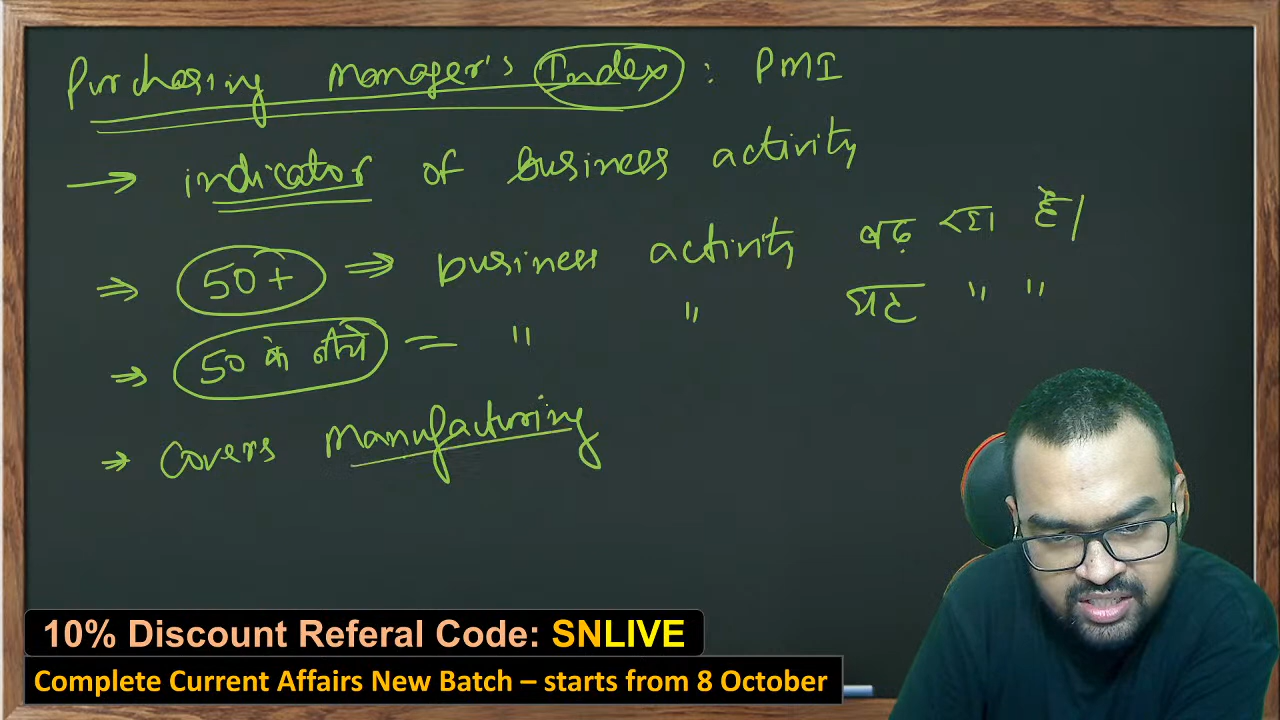 Purchasing Manager's Index : PMI
→ indicator of business activity
⇒ 50+ ⇒ business activity बढ़ रहा है।
⇒ 50 के नीचे = " " घट " "
⇒ Covers Manufacturing
10% Discount Referal Code: SNLIVE
Complete Current Affairs New Batch – starts from 8 October